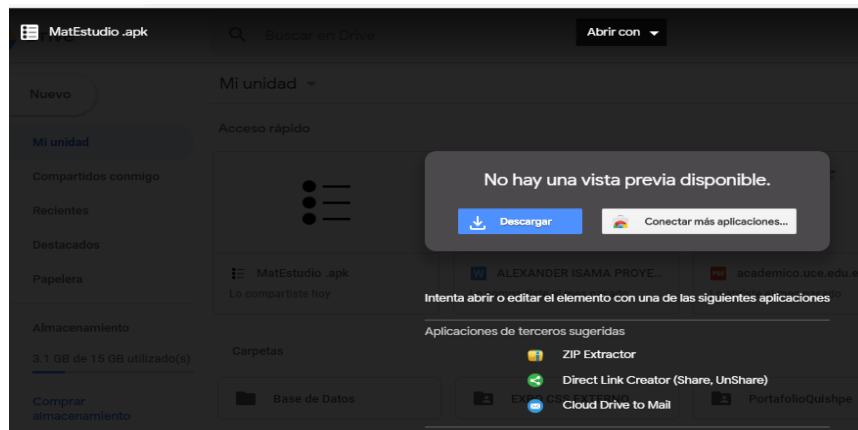 MatEstudio .apk
Buscar en Drive
Abrir con
Nuevo
Mi unidad
Mi unidad
Acceso rápido
Compartidos conmigo
Recientes
Destacados
Papelera
No hay una vista previa disponible.
Descargar
Conectar más aplicaciones...
MatEstudio .apk
Lo compartiste hoy
W ALEXANDER ISAMA PROYE...
PDF academico.uce.edu.e
Intenta abrir o editar el elemento con una de las siguientes aplicaciones
Almacenamiento
3.1 GB de 15 GB utilizado(s)
Comprar
almacenamiento
Aplicaciones de terceros sugeridas
ZIP Extractor
Direct Link Creator (Share, UnShare)
Cloud Drive to Mail
Carpetas
Base de Datos
EXPO CSS EXTERNO
PortafolioQuishpe